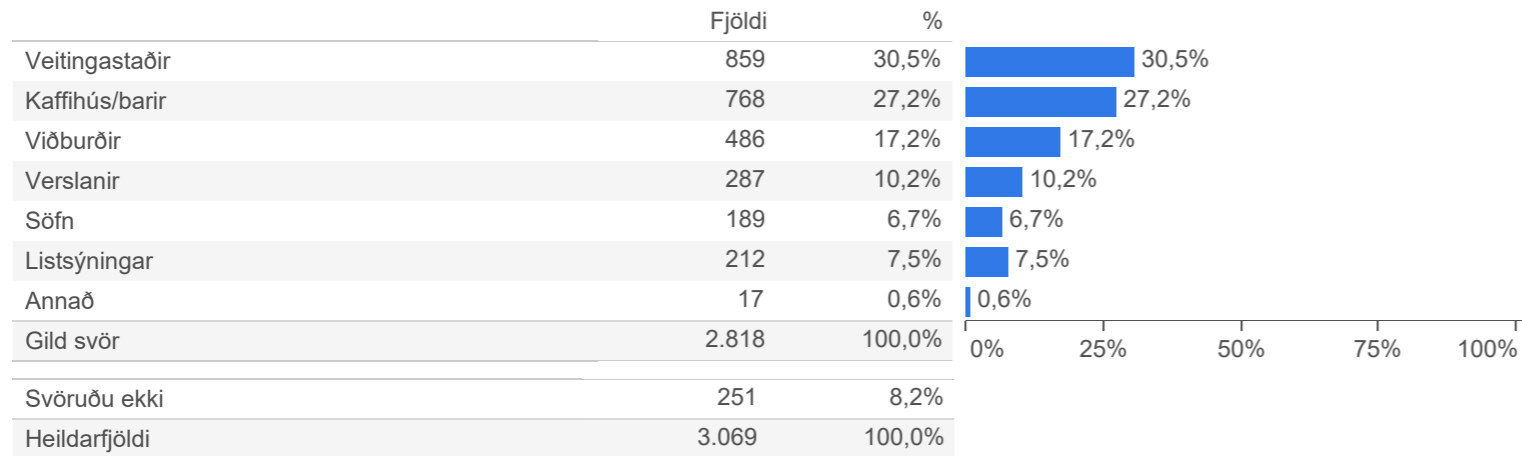 Fjöldi %
Veitingastaðir 859 30,5% 30,5%
Kaffihús/barir 768 27,2% 27,2%
Viðburðir 486 17,2% 17,2%
Verslanir 287 10,2% 10,2%
Söfn 189 6,7% 6,7%
Listsýningar 212 7,5% 7,5%
Annað 17 0,6% 0,6%
Gild svör 2.818 100,0%
0% 25% 50% 75% 100%
Svöruðu ekki 251 8,2%
Heildarfjöldi 3.069 100,0%